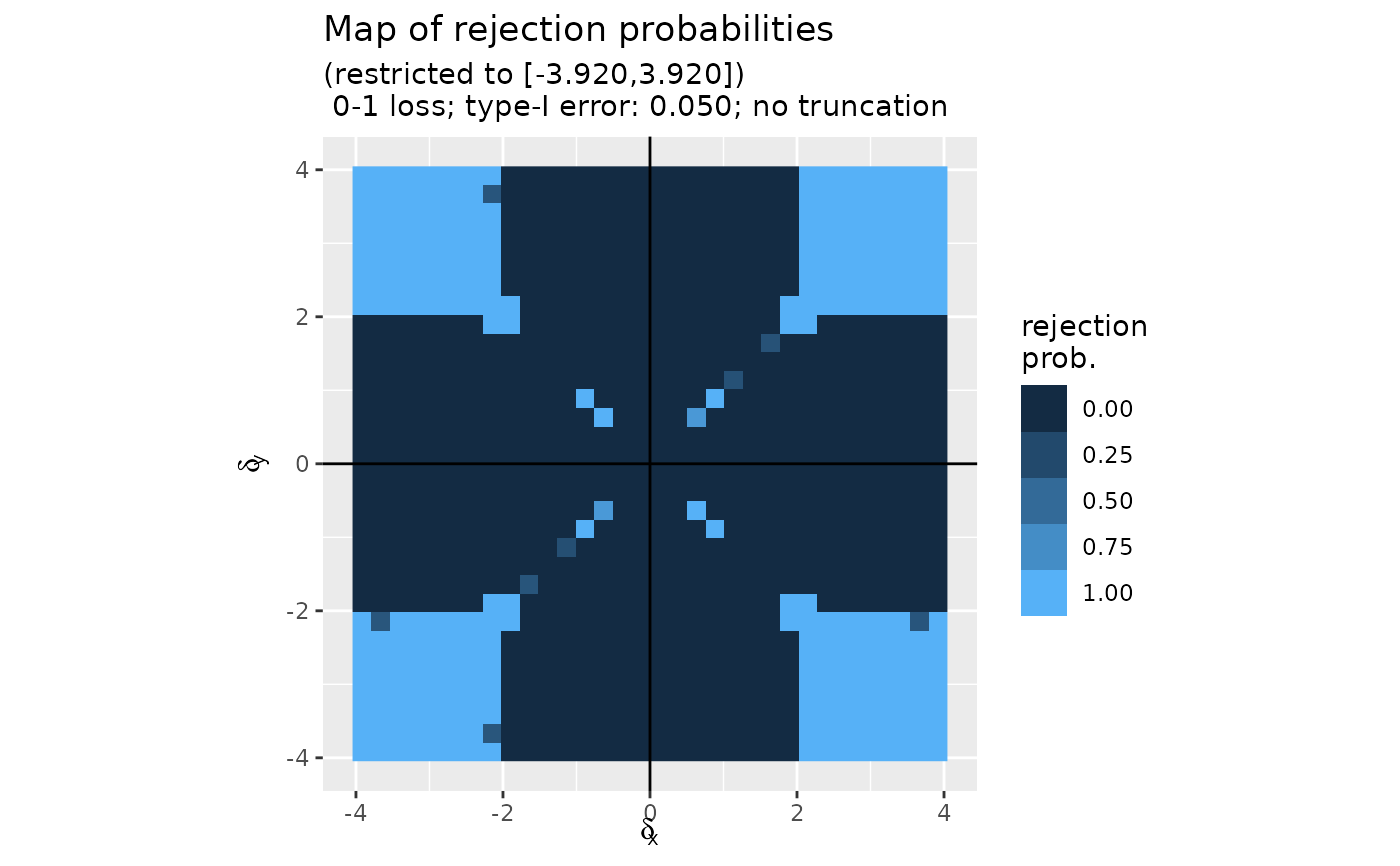 Map of rejection probabilities
(restricted to [-3.920,3.920])
0-1 loss; type-I error: 0.050; no truncation
4
2
0
-2
-4
δy
-4
-2
0
2
4
δx
rejection
prob.
0.00
0.25
0.50
0.75
1.00